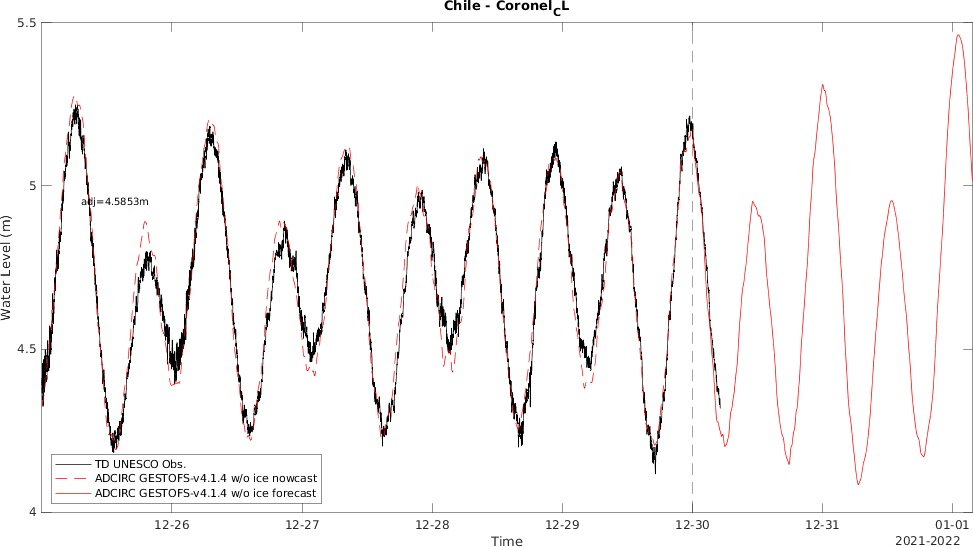 Chile - Coronel_CL
5.5
5
4.5
4
Water Level (m)
adj=4.5853m
TD UNESCO Obs.
ADCIRC GESTOFS-v4.1.4 w/o ice nowcast
ADCIRC GESTOFS-v4.1.4 w/o ice forecast
12-26
12-27
12-28
12-29
12-30
12-31
01-01
Time
2021-2022